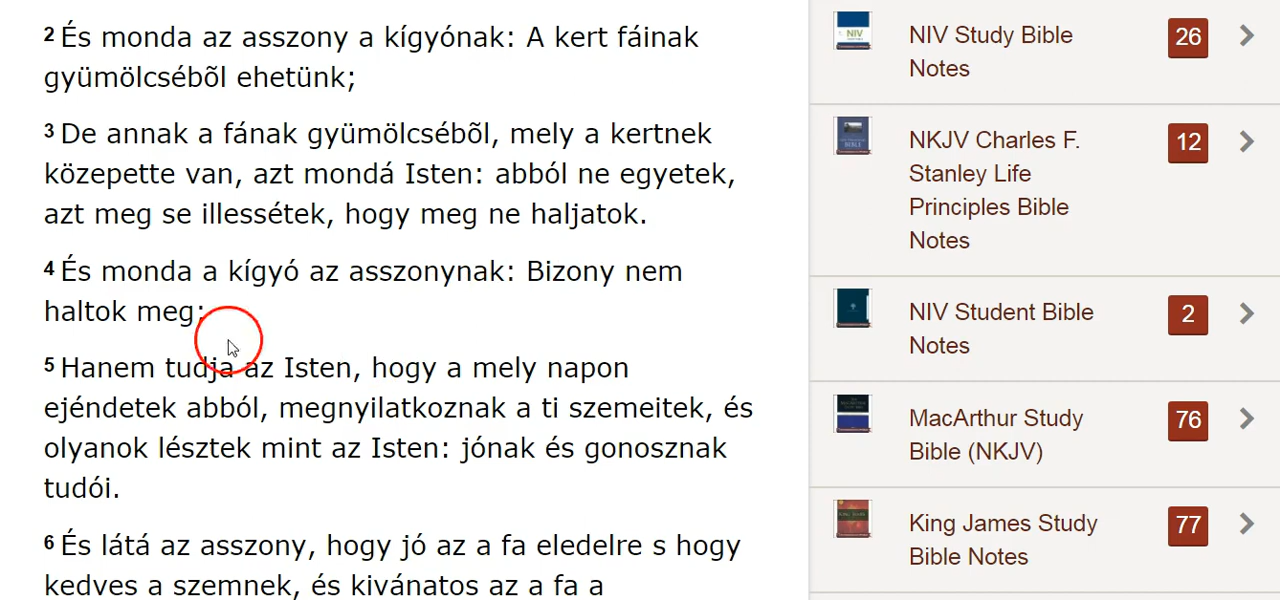 2 És monda az asszony a kígyónak: A kert fáinak
gyümölcsébõl ehetünk;
3 De annak a fának gyümölcsébõl, mely a kertnek
közepette van, azt mondá Isten: abból ne egyetek,
azt meg se illessétek, hogy meg ne haljatok.
4 És monda a kígyó az asszonynak: Bizony nem
haltok meg;
5 Hanem tudja az Isten, hogy a mely napon
ejéndetek abból, megnyilatkoznak a ti szemeitek, és
olyanok lésztek mint az Isten: jónak és gonosznak
tudói.
6 És látá az asszony, hogy jó az a fa eledelre s hogy
kedves a szemnek, és kivánatos az a fa a
NIV Study Bible
Notes
26
NKJV Charles F.
Stanley Life
Principles Bible
Notes
12
NIV Student Bible
Notes
2
MacArthur Study
Bible (NKJV)
76
King James Study
Bible Notes
77
NIV